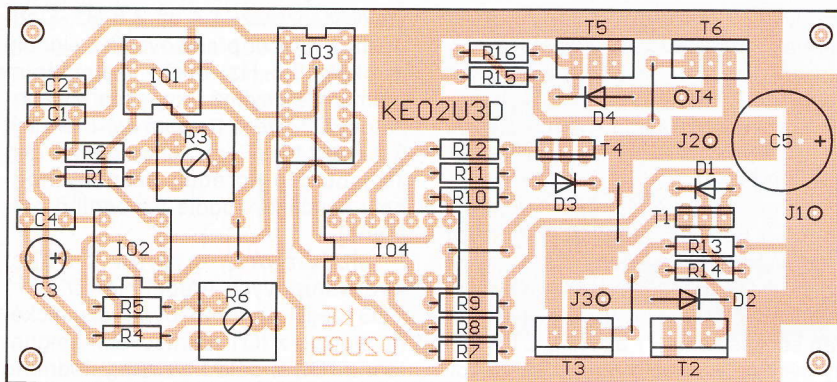 T5
T6
IO3
R16
IO1
R15
C2
J4
D4
C1
KE02U3D
R3
J2
C5
+
R2
R12
T4
R1
R11
D1
D3
R10
J1
C4
T1
IO2
IO4
R13
+
R14
C3
R6
J3
D2
R5
R9
KE
R4
R8
02U3D
R7
T3
T2